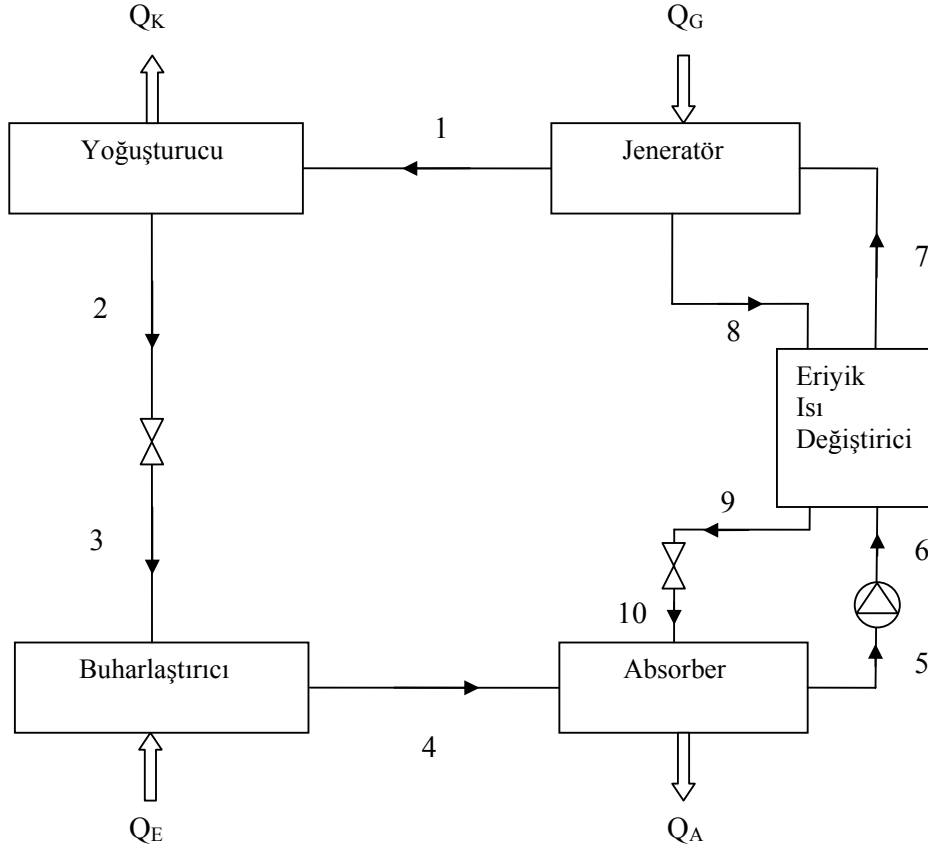 Q_K
Q_G
1
Yoğuşturucu
Jeneratör
7
2
8
Eriyik
Isı
Değiştirici
9
3
6
10
Buharlaştırıcı
Absorber
5
4
Q_E
Q_A